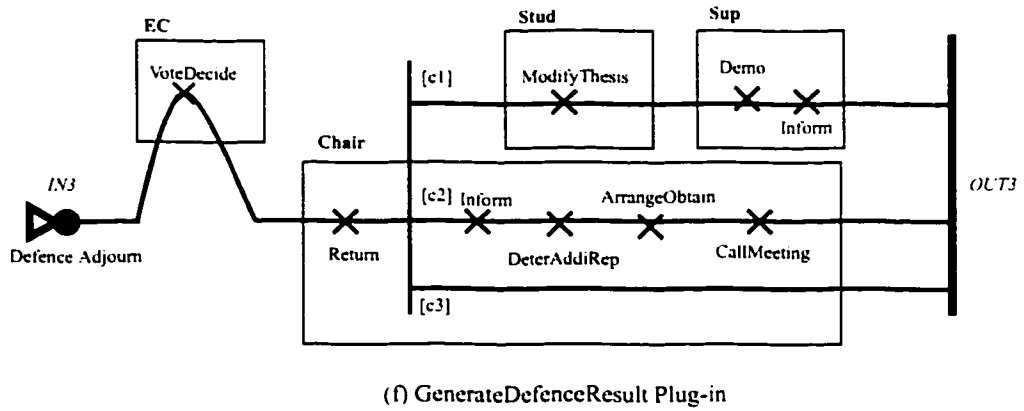 EC
Stud
Sup
VoteDecide
[c1]
ModifyThesis
Demo
Inform
Chair
IN3
[c2]
Inform
ArrangeObtain
OUT3
Defence Adjourn
Return
DeterAddiRep
CallMeeting
[c3]
(f) GenerateDefenceResult Plug-in